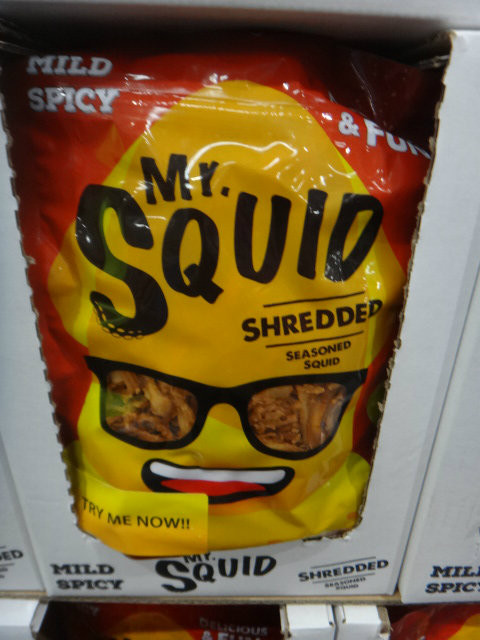 MILD
SPICY
& FUN
Mr.
SQUID
SHREDDED
SEASONED
SQUID
TRY ME NOW!!
MILD
SPICY
Mr.
SQUID
SHREDDED
SEASONED
SQUID
MILD
SPICY
DELICIOUS